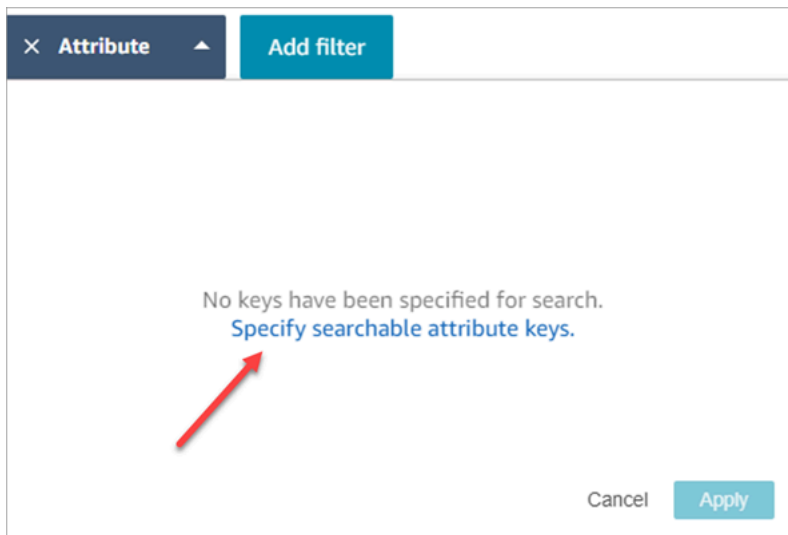 Attribute
Add filter
No keys have been specified for search.
Specify searchable attribute keys.
Cancel
Apply